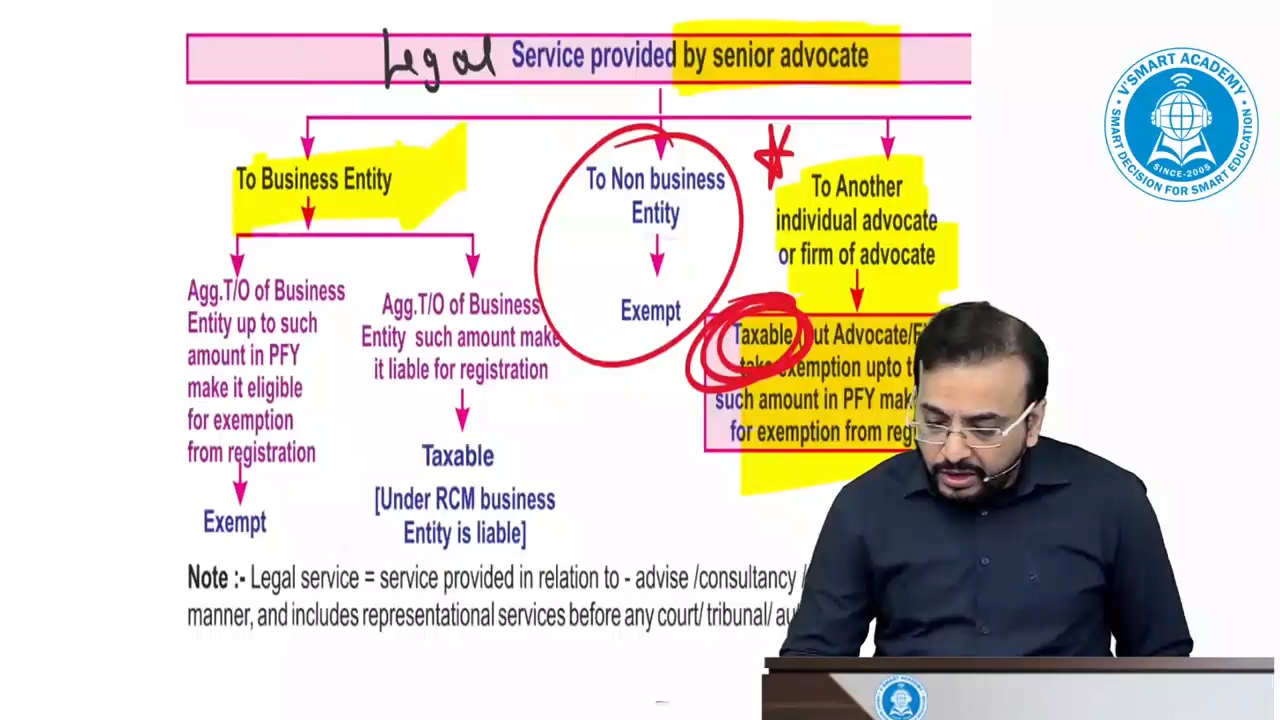 Legal Service provided by senior advocate
To Business Entity
Agg.T/O of Business
Entity up to such
amount in PFY
make it eligible
for exemption
from registration
Exempt
Agg.T/O of Business
Entity such amount make
it liable for registration
Taxable
[Under RCM business
Entity is liable]
To Non business
Entity
Exempt
To Another
individual advocate
or firm of advocate
Taxable
exemption upto
such amount in PFY
for exemption from
Note :- Legal service = service provided in relation to - advise /consultancy /
manner, and includes representational services before any court/ tribunal/
V'SMART ACADEMY
SMART DECISION FOR SMART EDUCATION
SINCE-2005